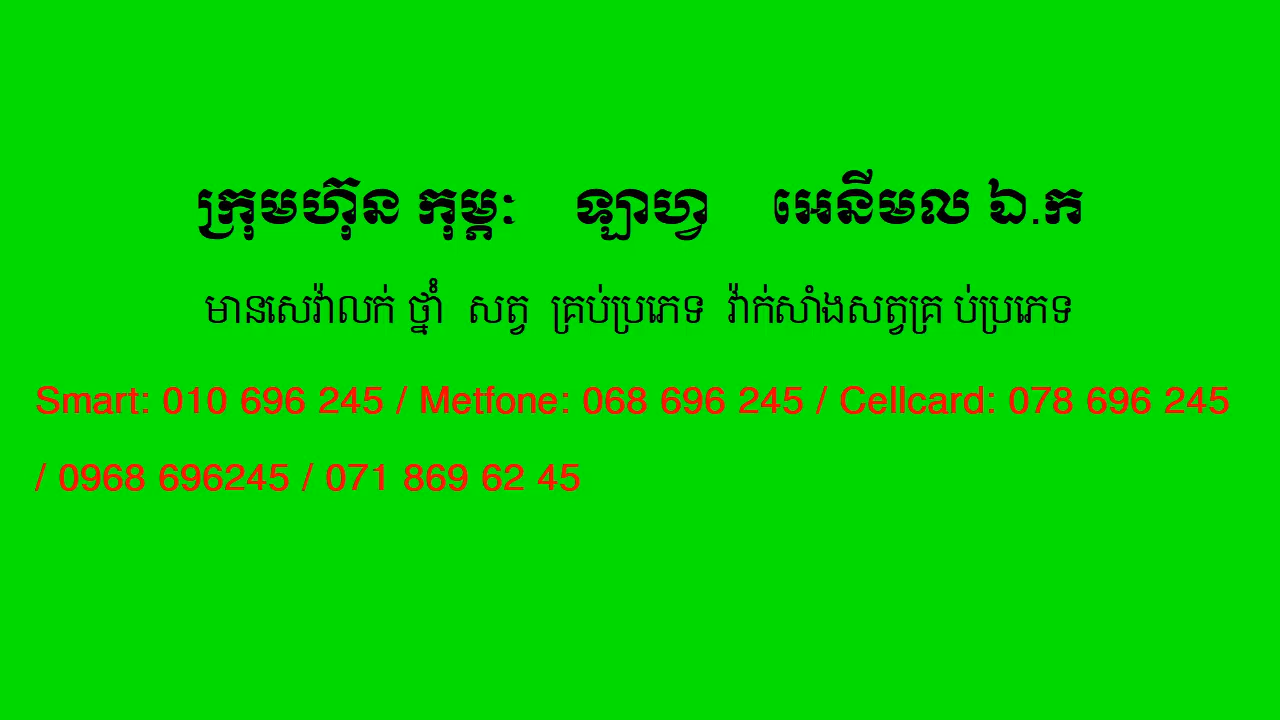 ក្រុមហ៊ុន កុម្ភៈ ឡាហ្វ អេនីមល ឯ.ក
មានសេវ៉ាលក់ ថ្នាំ សត្វ គ្រប់ប្រភេទ វ៉ាក់សាំងសត្វគ្រ ប់ប្រភេទ
Smart: 010 696 245 / Metfone: 068 696 245 / Cellcard: 078 696 245
/ 0968 696245 / 071 869 62 45